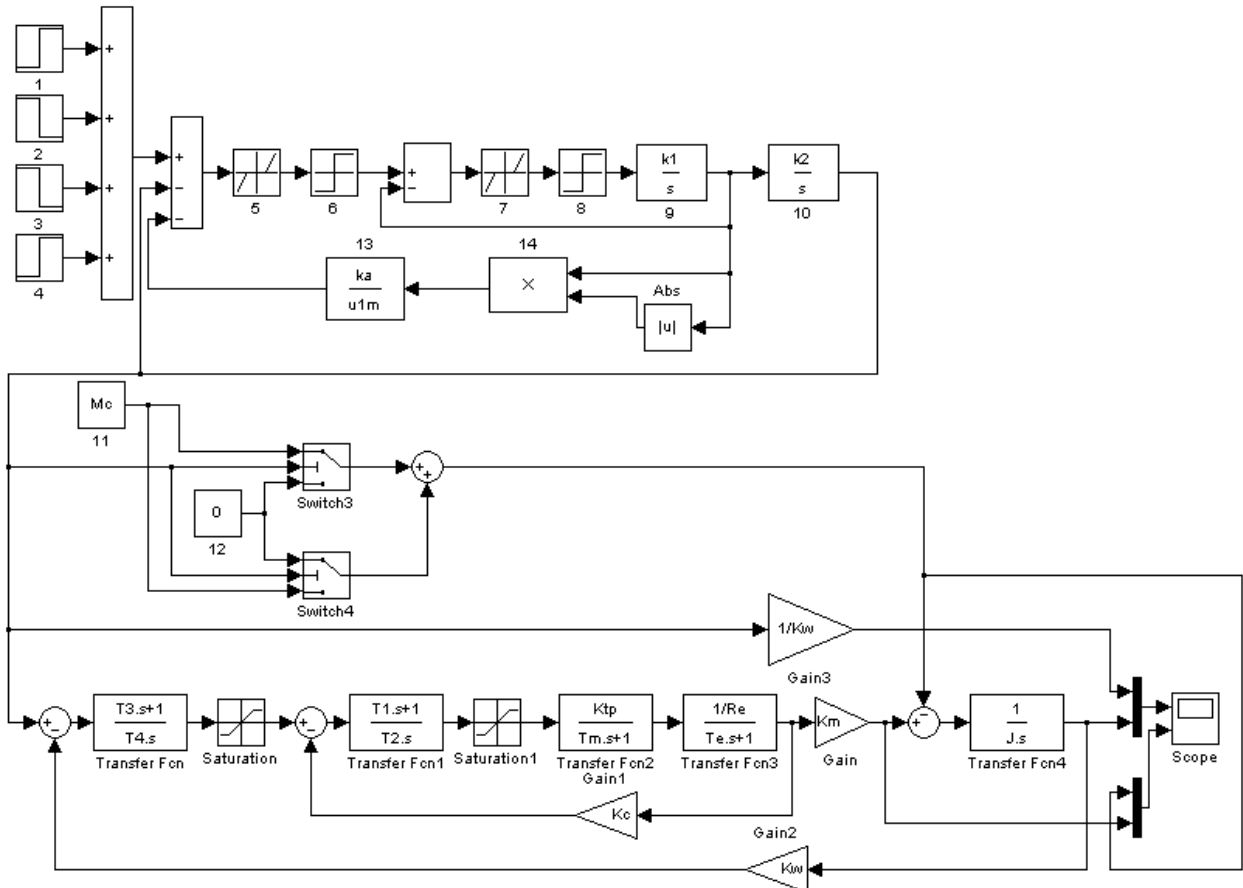 +
1
+
2
+
3
+
4
+
−
−
5
6
+
−
7
8
k1
s
9
k2
s
10
13
ka
u1m
14
×
Abs
|u|
Mc
11
0
12
Switch3
Switch4
+
+
1/Kw
Gain3
+
−
T3.s+1
T4.s
Transfer Fcn
Saturation
+
−
T1.s+1
T2.s
Transfer Fcn1
Saturation1
Ktp
Tm.s+1
Transfer Fcn2
1/Re
Te.s+1
Transfer Fcn3
Km
Gain
+
−
1
J.s
Transfer Fcn4
Scope
Gain1
Kc
Gain2
Kw